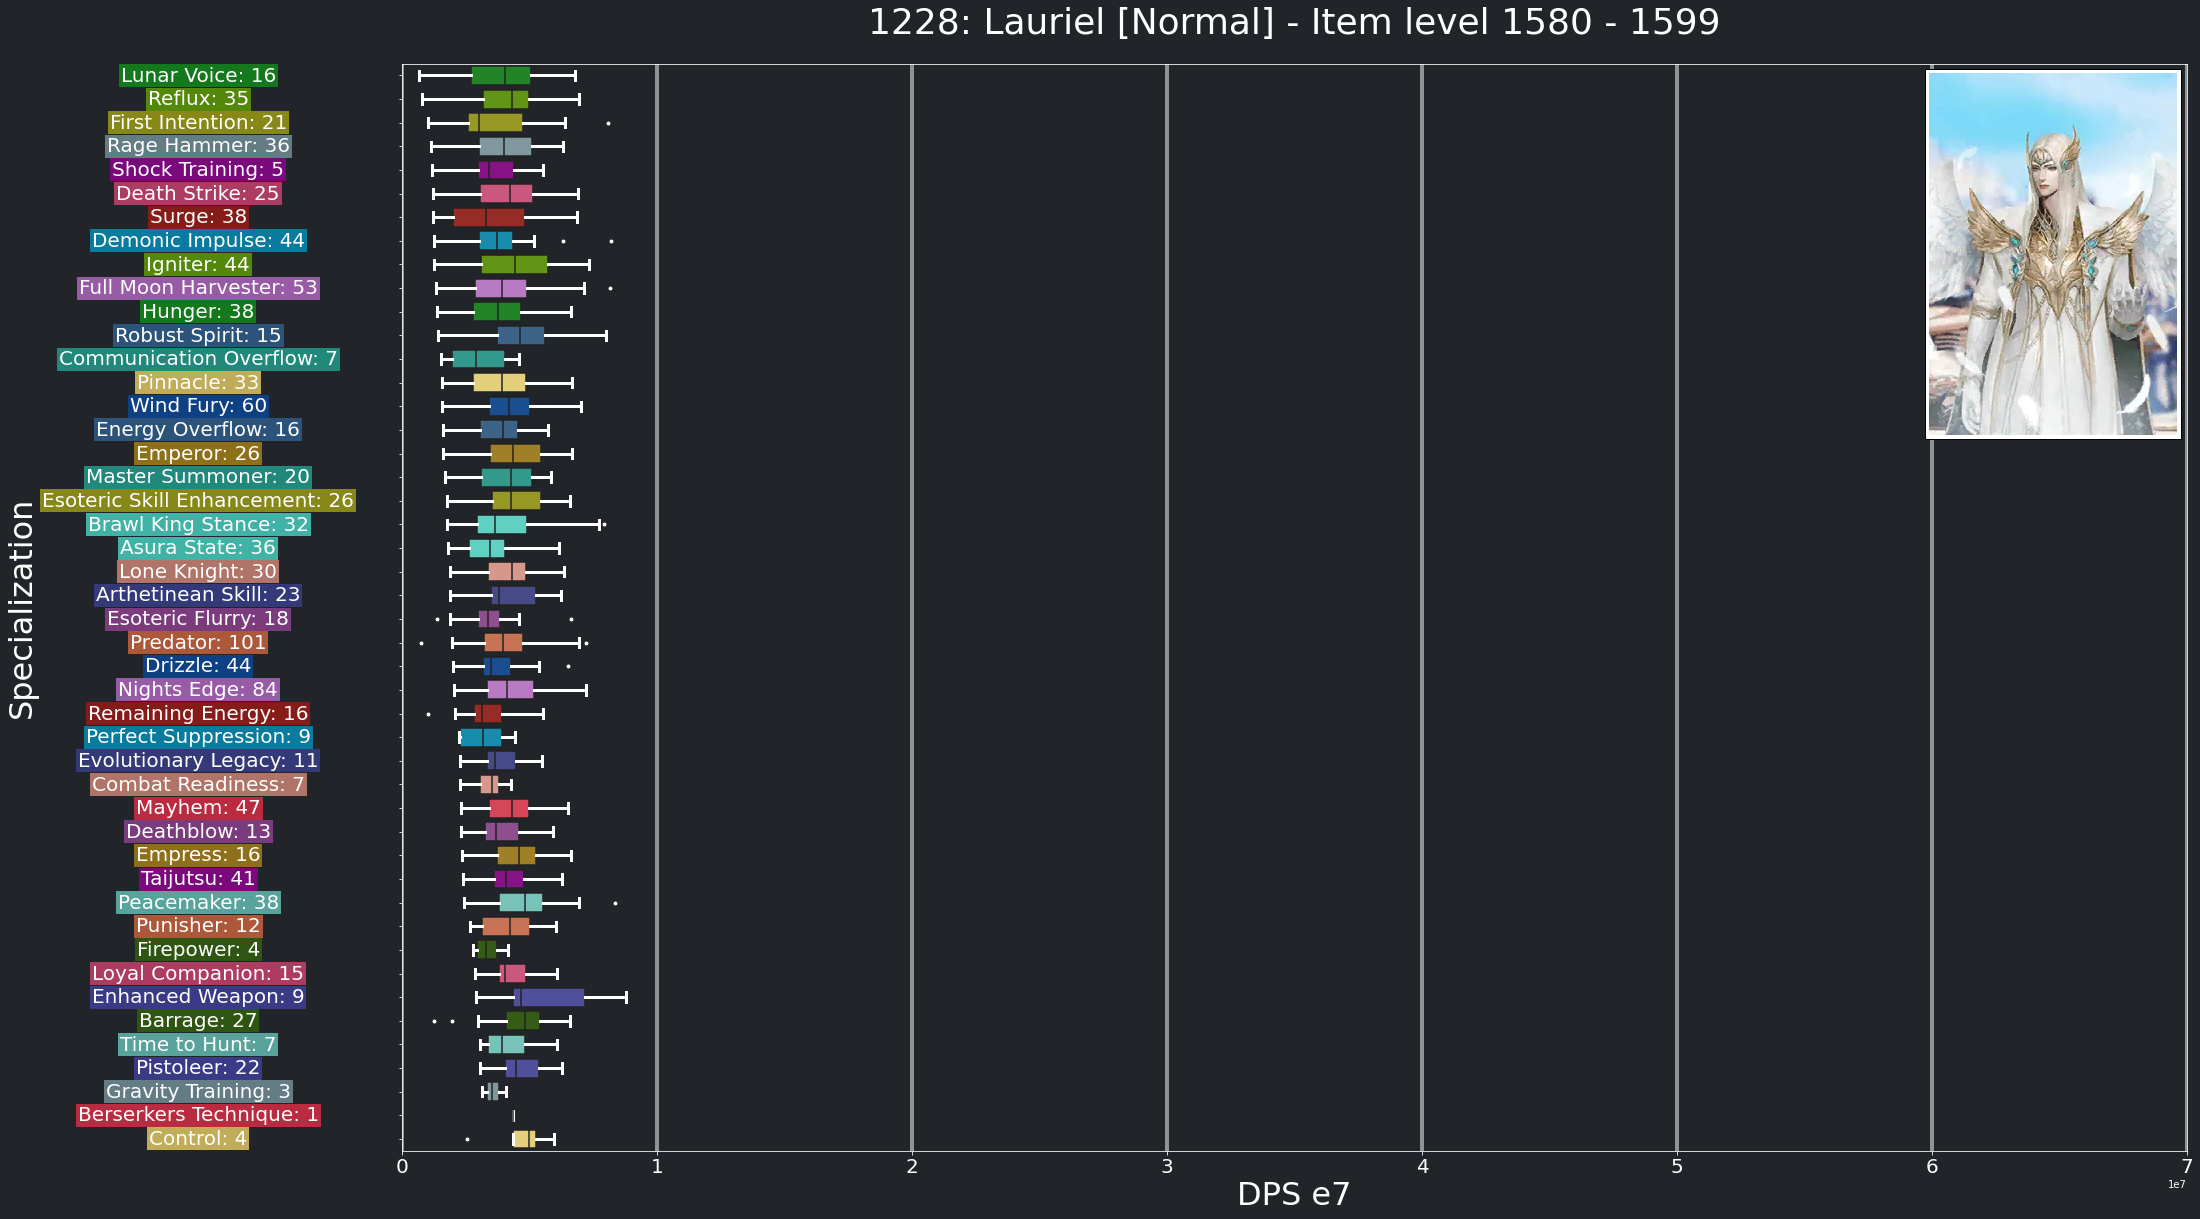 1228: Lauriel [Normal] - Item level 1580 - 1599
Lunar Voice: 16
Reflux: 35
First Intention: 21
Rage Hammer: 36
Shock Training: 5
Death Strike: 25
Surge: 38
Demonic Impulse: 44
Igniter: 44
Full Moon Harvester: 53
Hunger: 38
Robust Spirit: 15
Communication Overflow: 7
Pinnacle: 33
Wind Fury: 60
Energy Overflow: 16
Emperor: 26
Master Summoner: 20
Esoteric Skill Enhancement: 26
Brawl King Stance: 32
Asura State: 36
Lone Knight: 30
Arthetinean Skill: 23
Esoteric Flurry: 18
Predator: 101
Drizzle: 44
Nights Edge: 84
Remaining Energy: 16
Perfect Suppression: 9
Evolutionary Legacy: 11
Combat Readiness: 7
Mayhem: 47
Deathblow: 13
Empress: 16
Taijutsu: 41
Peacemaker: 38
Punisher: 12
Firepower: 4
Loyal Companion: 15
Enhanced Weapon: 9
Barrage: 27
Time to Hunt: 7
Pistoleer: 22
Gravity Training: 3
Berserkers Technique: 1
Control: 4
Specialization
0 1 2 3 4 5 6 7
1e7
DPS e7